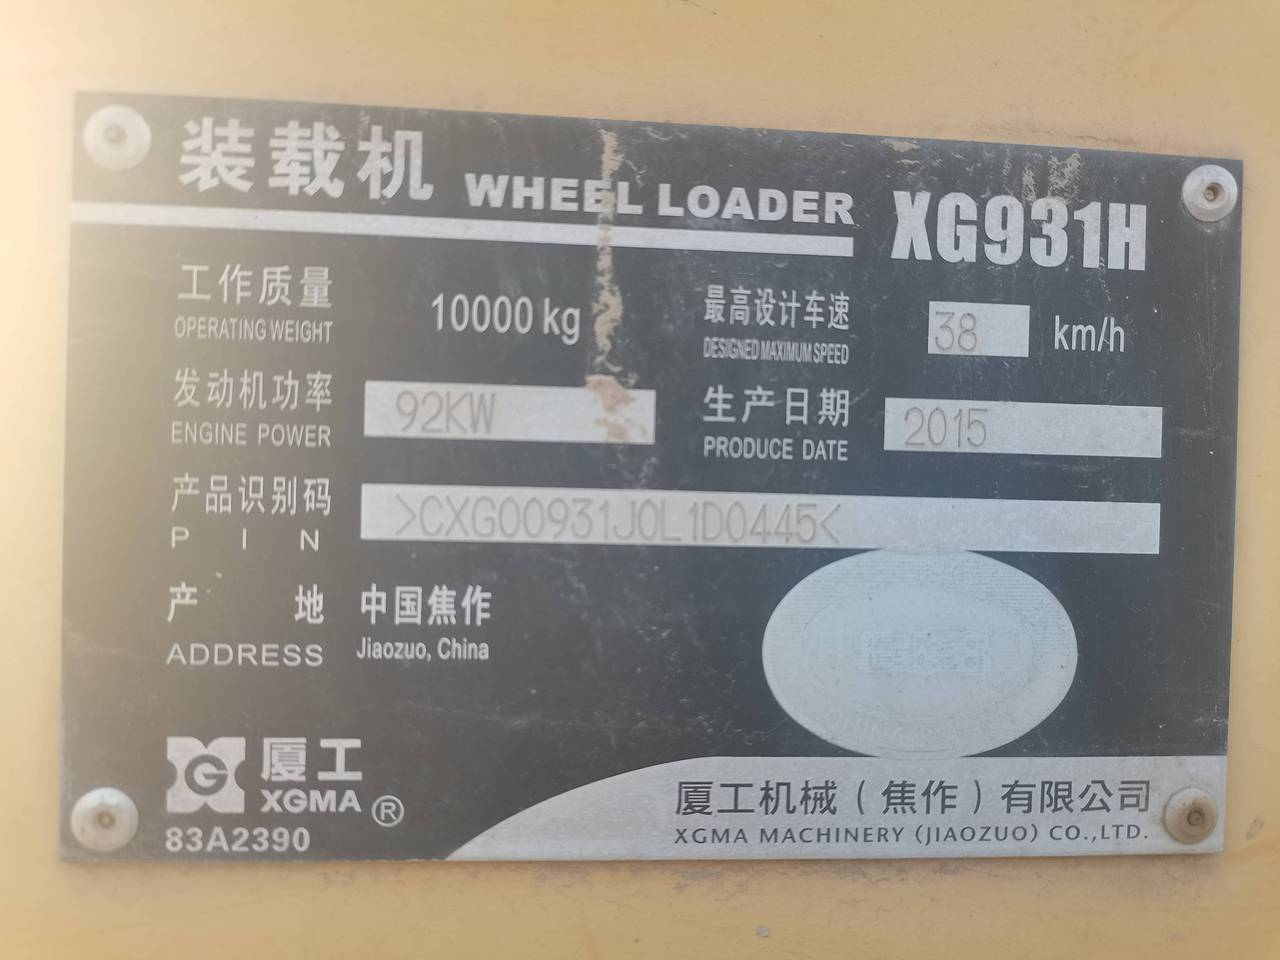 装载机 WHEEL LOADER XG931H
工作质量 10000 kg 最高设计车速 38 km/h
OPERATING WEIGHT DESIGNED MAXIMUM SPEED
发动机功率 92KW 生产日期 2015
ENGINE POWER PRODUCE DATE
产品识别码 >CXG00931J0L1D0445<
PIN
产地 中国焦作
ADDRESS Jiaozuo, China
G 厦工
XGMA ®
83A2390
厦工机械（焦作）有限公司
XGMA MACHINERY (JIAOZUO) CO.,LTD.